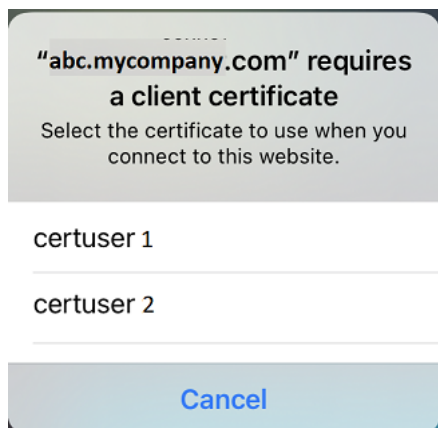 “abc.mycompany.com” requires
a client certificate
Select the certificate to use when you
connect to this website.
certuser 1
certuser 2
Cancel